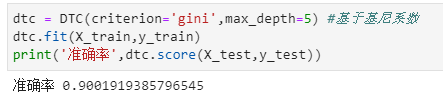 dtc = DTC(criterion='gini',max_depth=5) #基于基尼系数
dtc.fit(X_train,y_train)
print('准确率',dtc.score(X_test,y_test))
准确率 0.9001919385796545